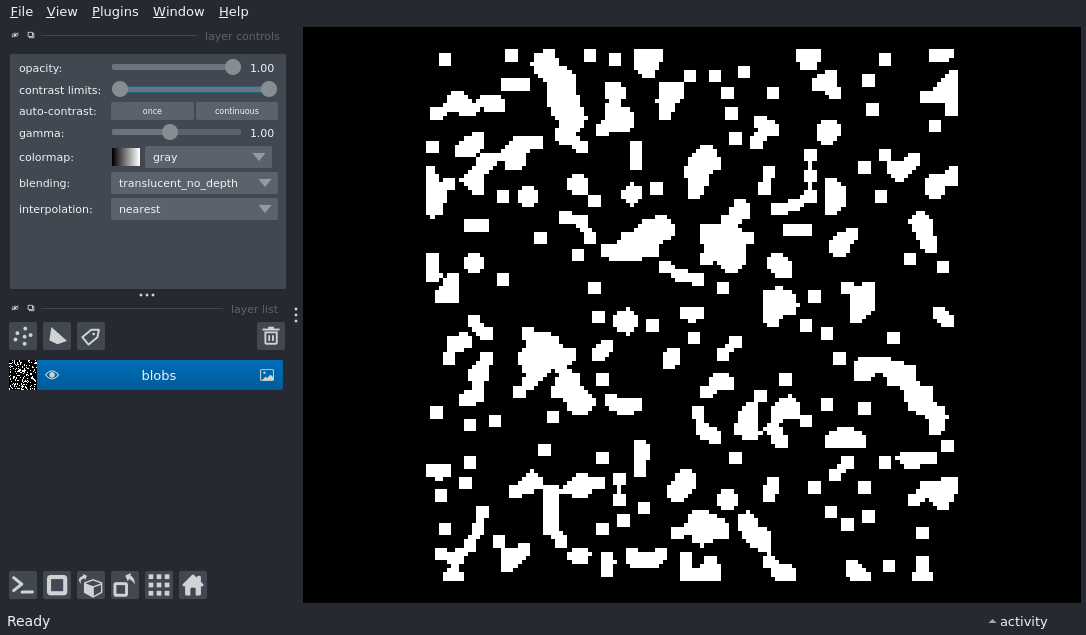 File View Plugins Window Help
layer controls
opacity: 1.00
contrast limits:
auto-contrast: once continuous
gamma: 1.00
colormap: gray
blending: translucent_no_depth
interpolation: nearest
layer list
blobs
Ready activity